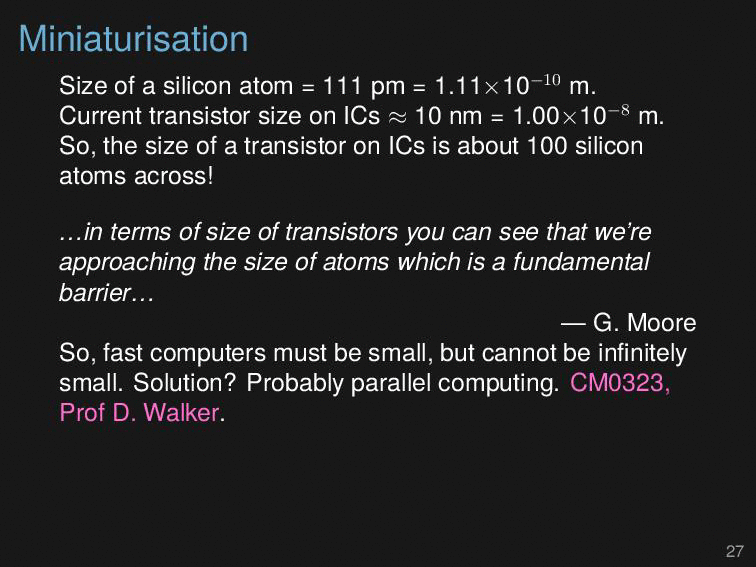 Miniaturisation
Size of a silicon atom = 111 pm = 1.11×10⁻¹⁰ m.
Current transistor size on ICs ≈ 10 nm = 1.00×10⁻⁸ m.
So, the size of a transistor on ICs is about 100 silicon
atoms across!
…in terms of size of transistors you can see that we’re
approaching the size of atoms which is a fundamental
barrier…
— G. Moore
So, fast computers must be small, but cannot be infinitely
small. Solution? Probably parallel computing. CM0323,
Prof D. Walker.
27